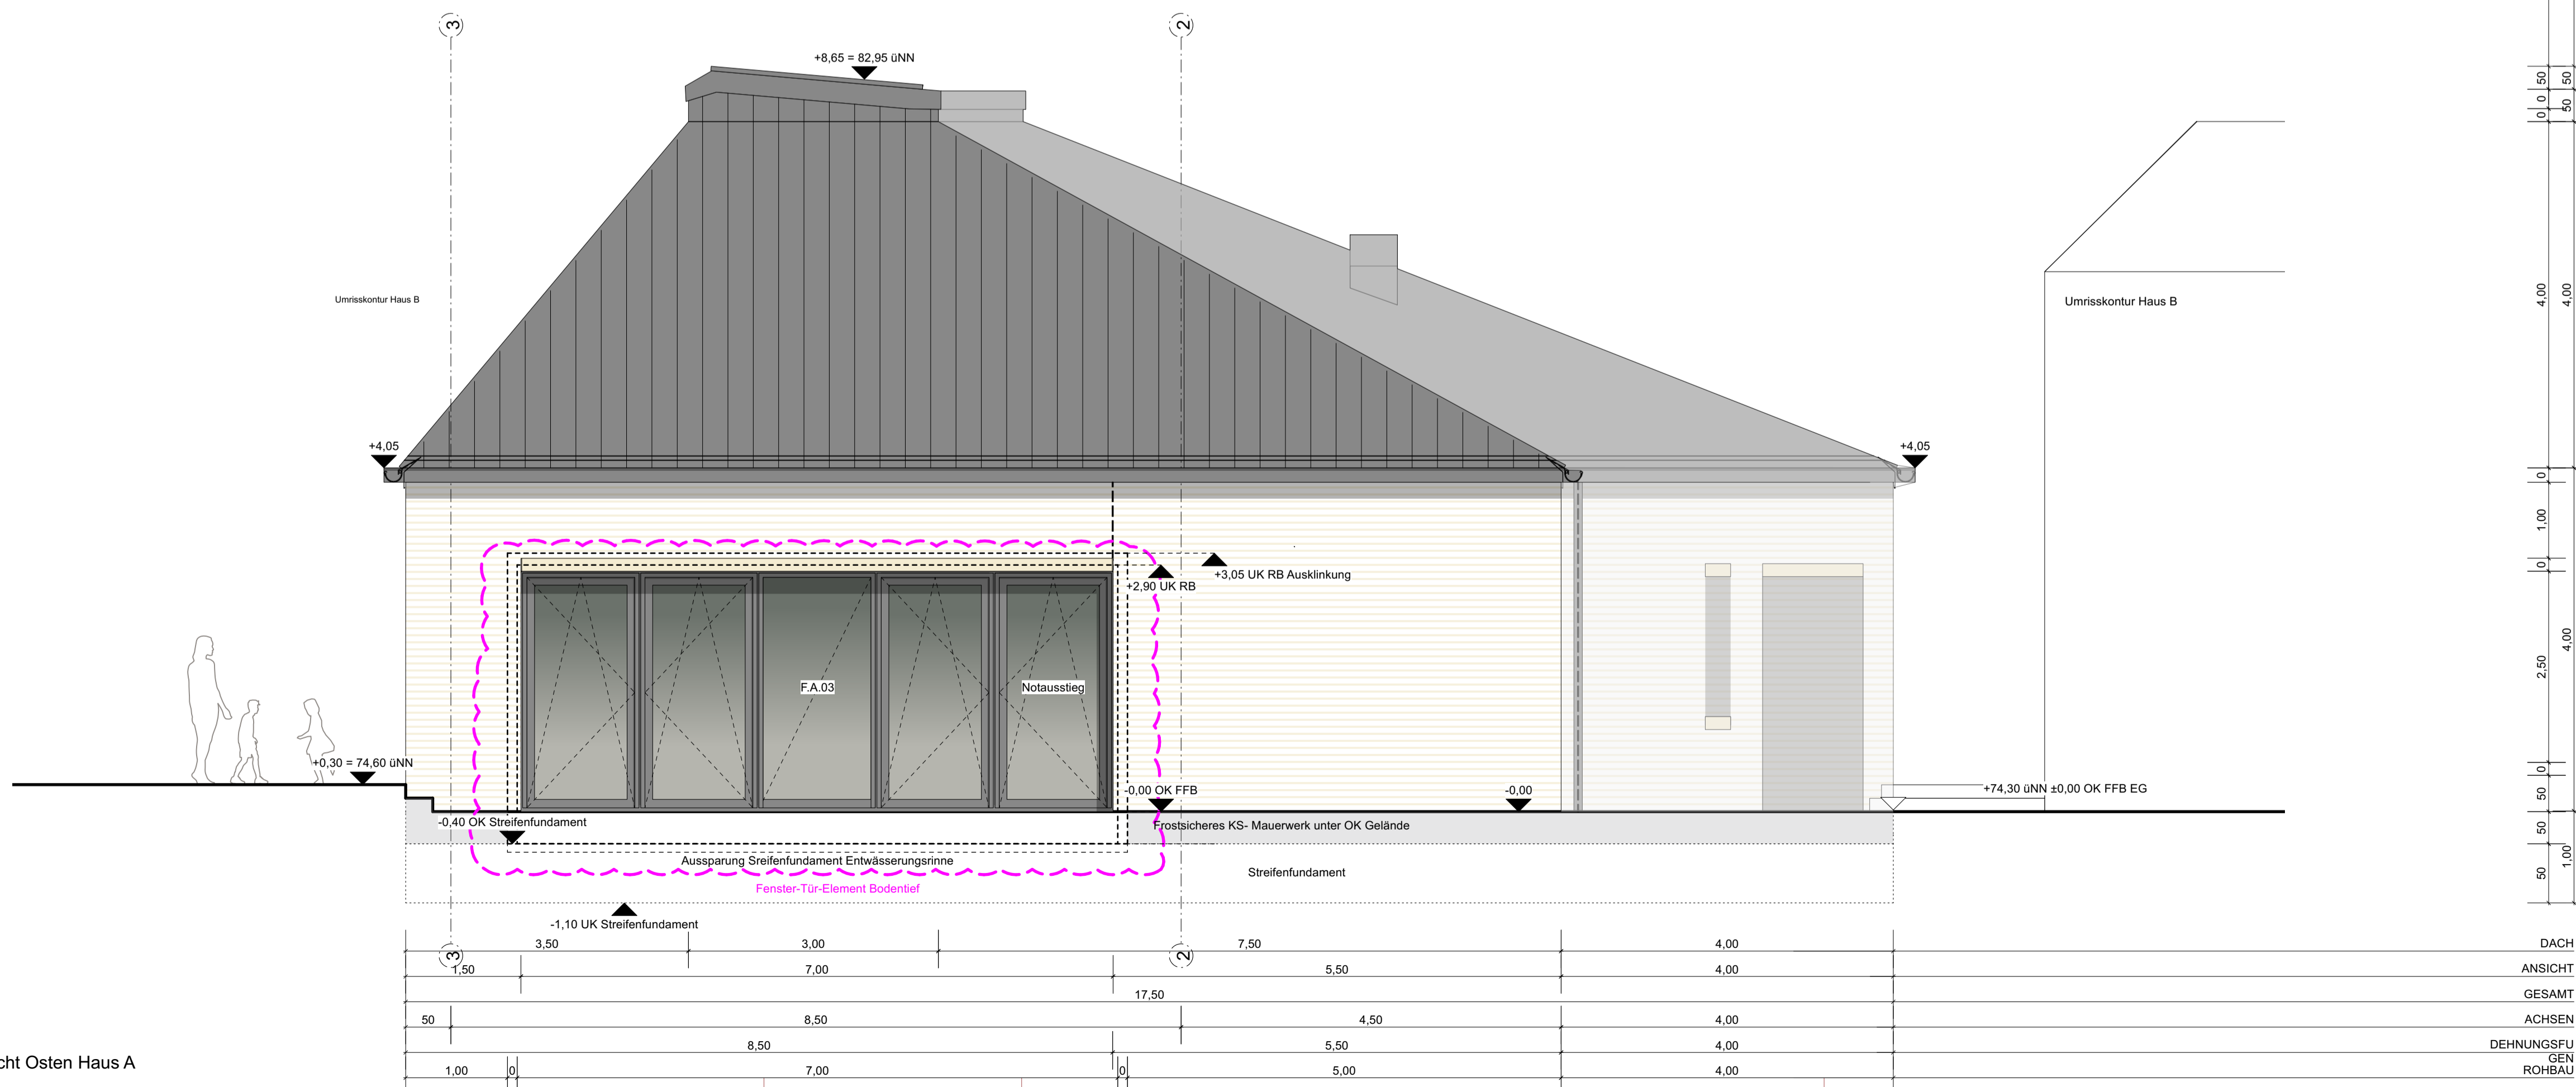 3
2
+8,65 = 82,95 üNN
50
50
0
50
0
Umrisskontur Haus B
Umrisskontur Haus B
4,00
4,00
+4,05
+4,05
0
1,00
0
+3,05 UK RB Ausklinkung
+2,90 UK RB
4,00
2,50
F.A.03
Notausstieg
+0,30 = 74,60 üNN
0
-0,00 OK FFB
-0,00
+74,30 üNN ±0,00 OK FFB EG
50
-0,40 OK Streifenfundament
Frostsicheres KS- Mauerwerk unter OK Gelände
50
Aussparung Sreifenfundament Entwässerungsrinne
1,00
Streifenfundament
50
Fenster-Tür-Element Bodentief
-1,10 UK Streifenfundament
3,50 3,00 7,50 4,00 DACH
3 2
1,50 7,00 5,50 4,00 ANSICHT
17,50 GESAMT
50 8,50 4,50 4,00 ACHSEN
8,50 5,50 4,00 DEHNUNGSFU
GEN
cht Osten Haus A
1,00 0 7,00 0 5,00 4,00 ROHBAU